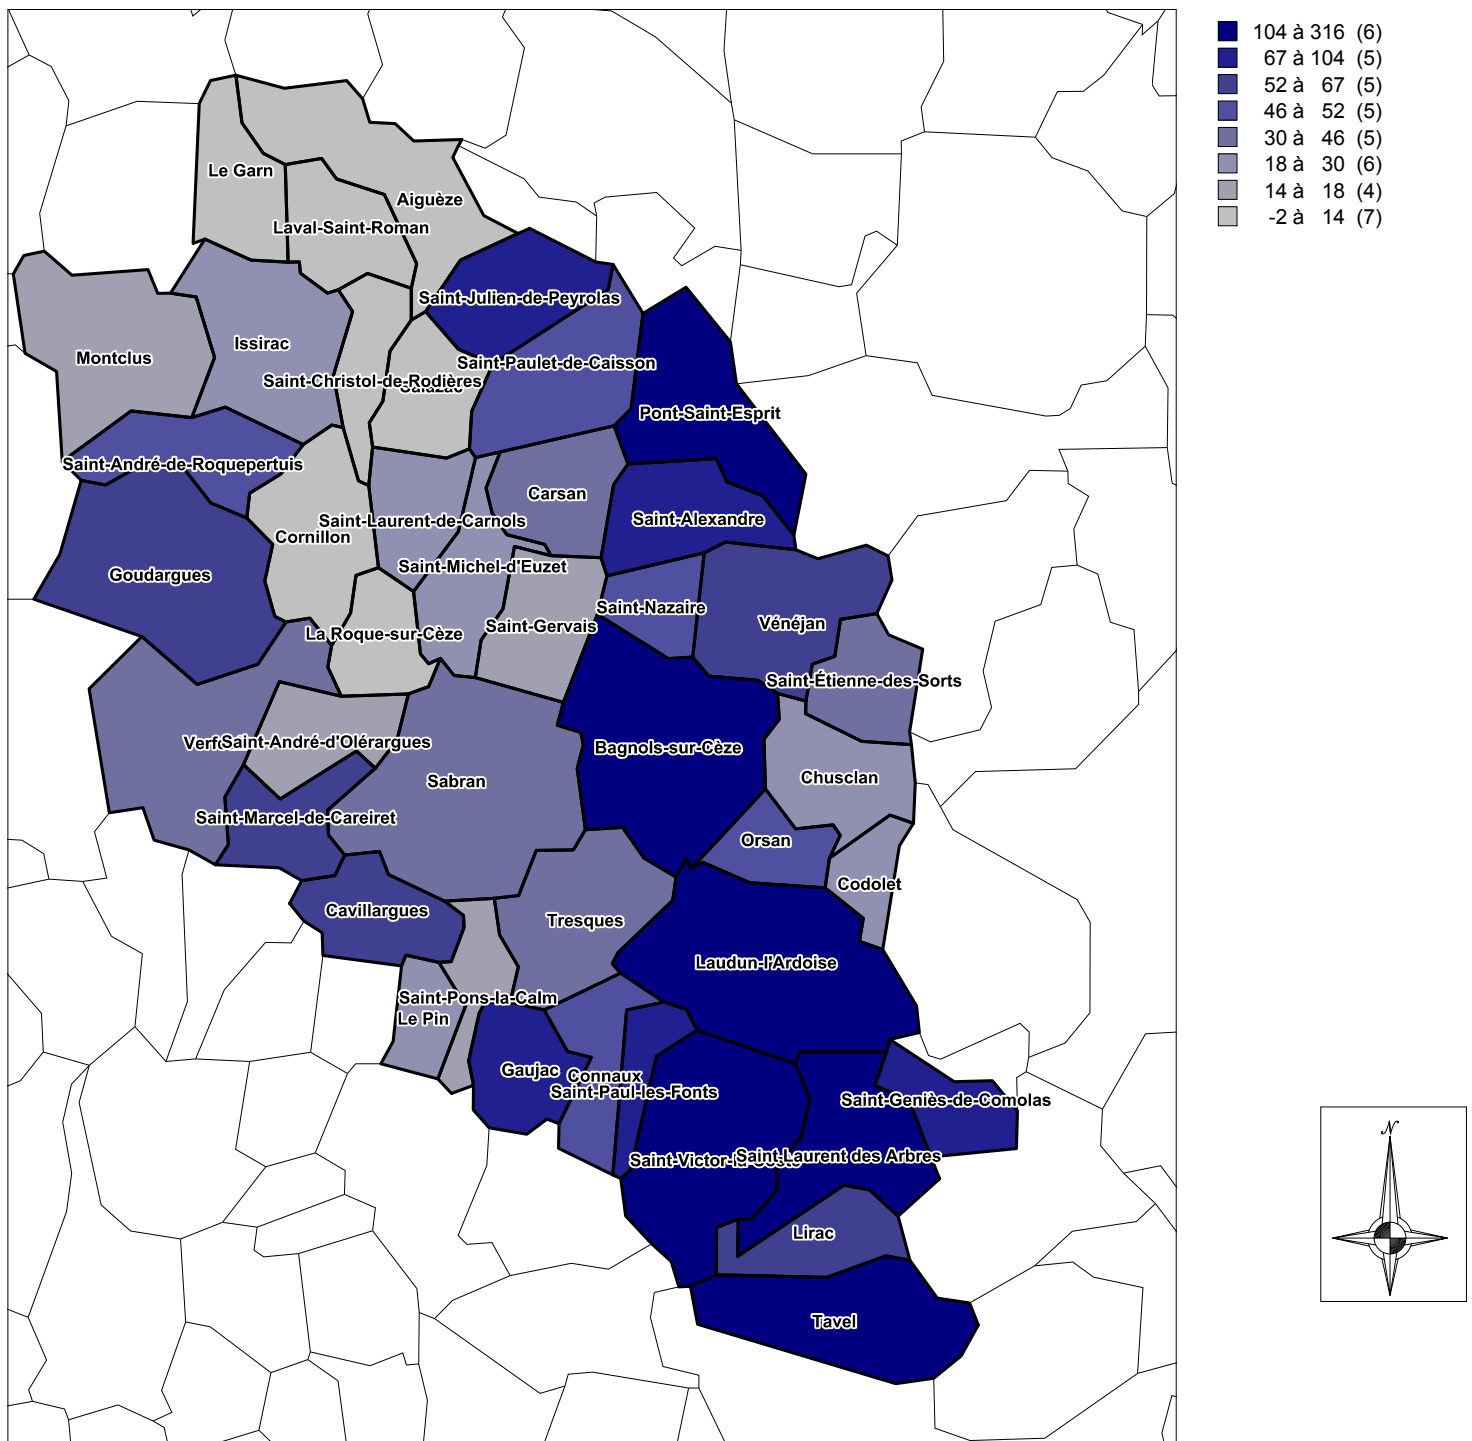 104 à 316 (6)
67 à 104 (5)
52 à 67 (5)
46 à 52 (5)
30 à 46 (5)
18 à 30 (6)
14 à 18 (4)
-2 à 14 (7)
Le Garn
Aiguèze
Laval-Saint-Roman
Saint-Julien-de-Peyrolas
Issirac
Montclus
Saint-Paulet-de-Caisson
Saint-Christol-de-Rodières
Pont-Saint-Esprit
Saint-André-de-Roquepertuis
Carsan
Saint-Laurent-de-Carnols
Saint-Alexandre
Cornillon
Saint-Michel-d'Euzet
Goudargues
Saint-Nazaire
Vénéjan
Saint-Gervais
La Roque-sur-Cèze
Saint-Étienne-des-Sorts
Saint-André-d'Olérargues
Bagnols-sur-Cèze
Chusclan
Sabran
Saint-Marcel-de-Careiret
Orsan
Codolet
Cavillargues
Tresques
Laudun-l'Ardoise
Saint-Pons-la-Calm
Le Pin
Gaujac
Connaux
Saint-Paul-les-Fonts
Saint-Geniès-de-Comolas
Saint-Victor-la-
Saint-Laurent des Arbres
Lirac
Tavel
N